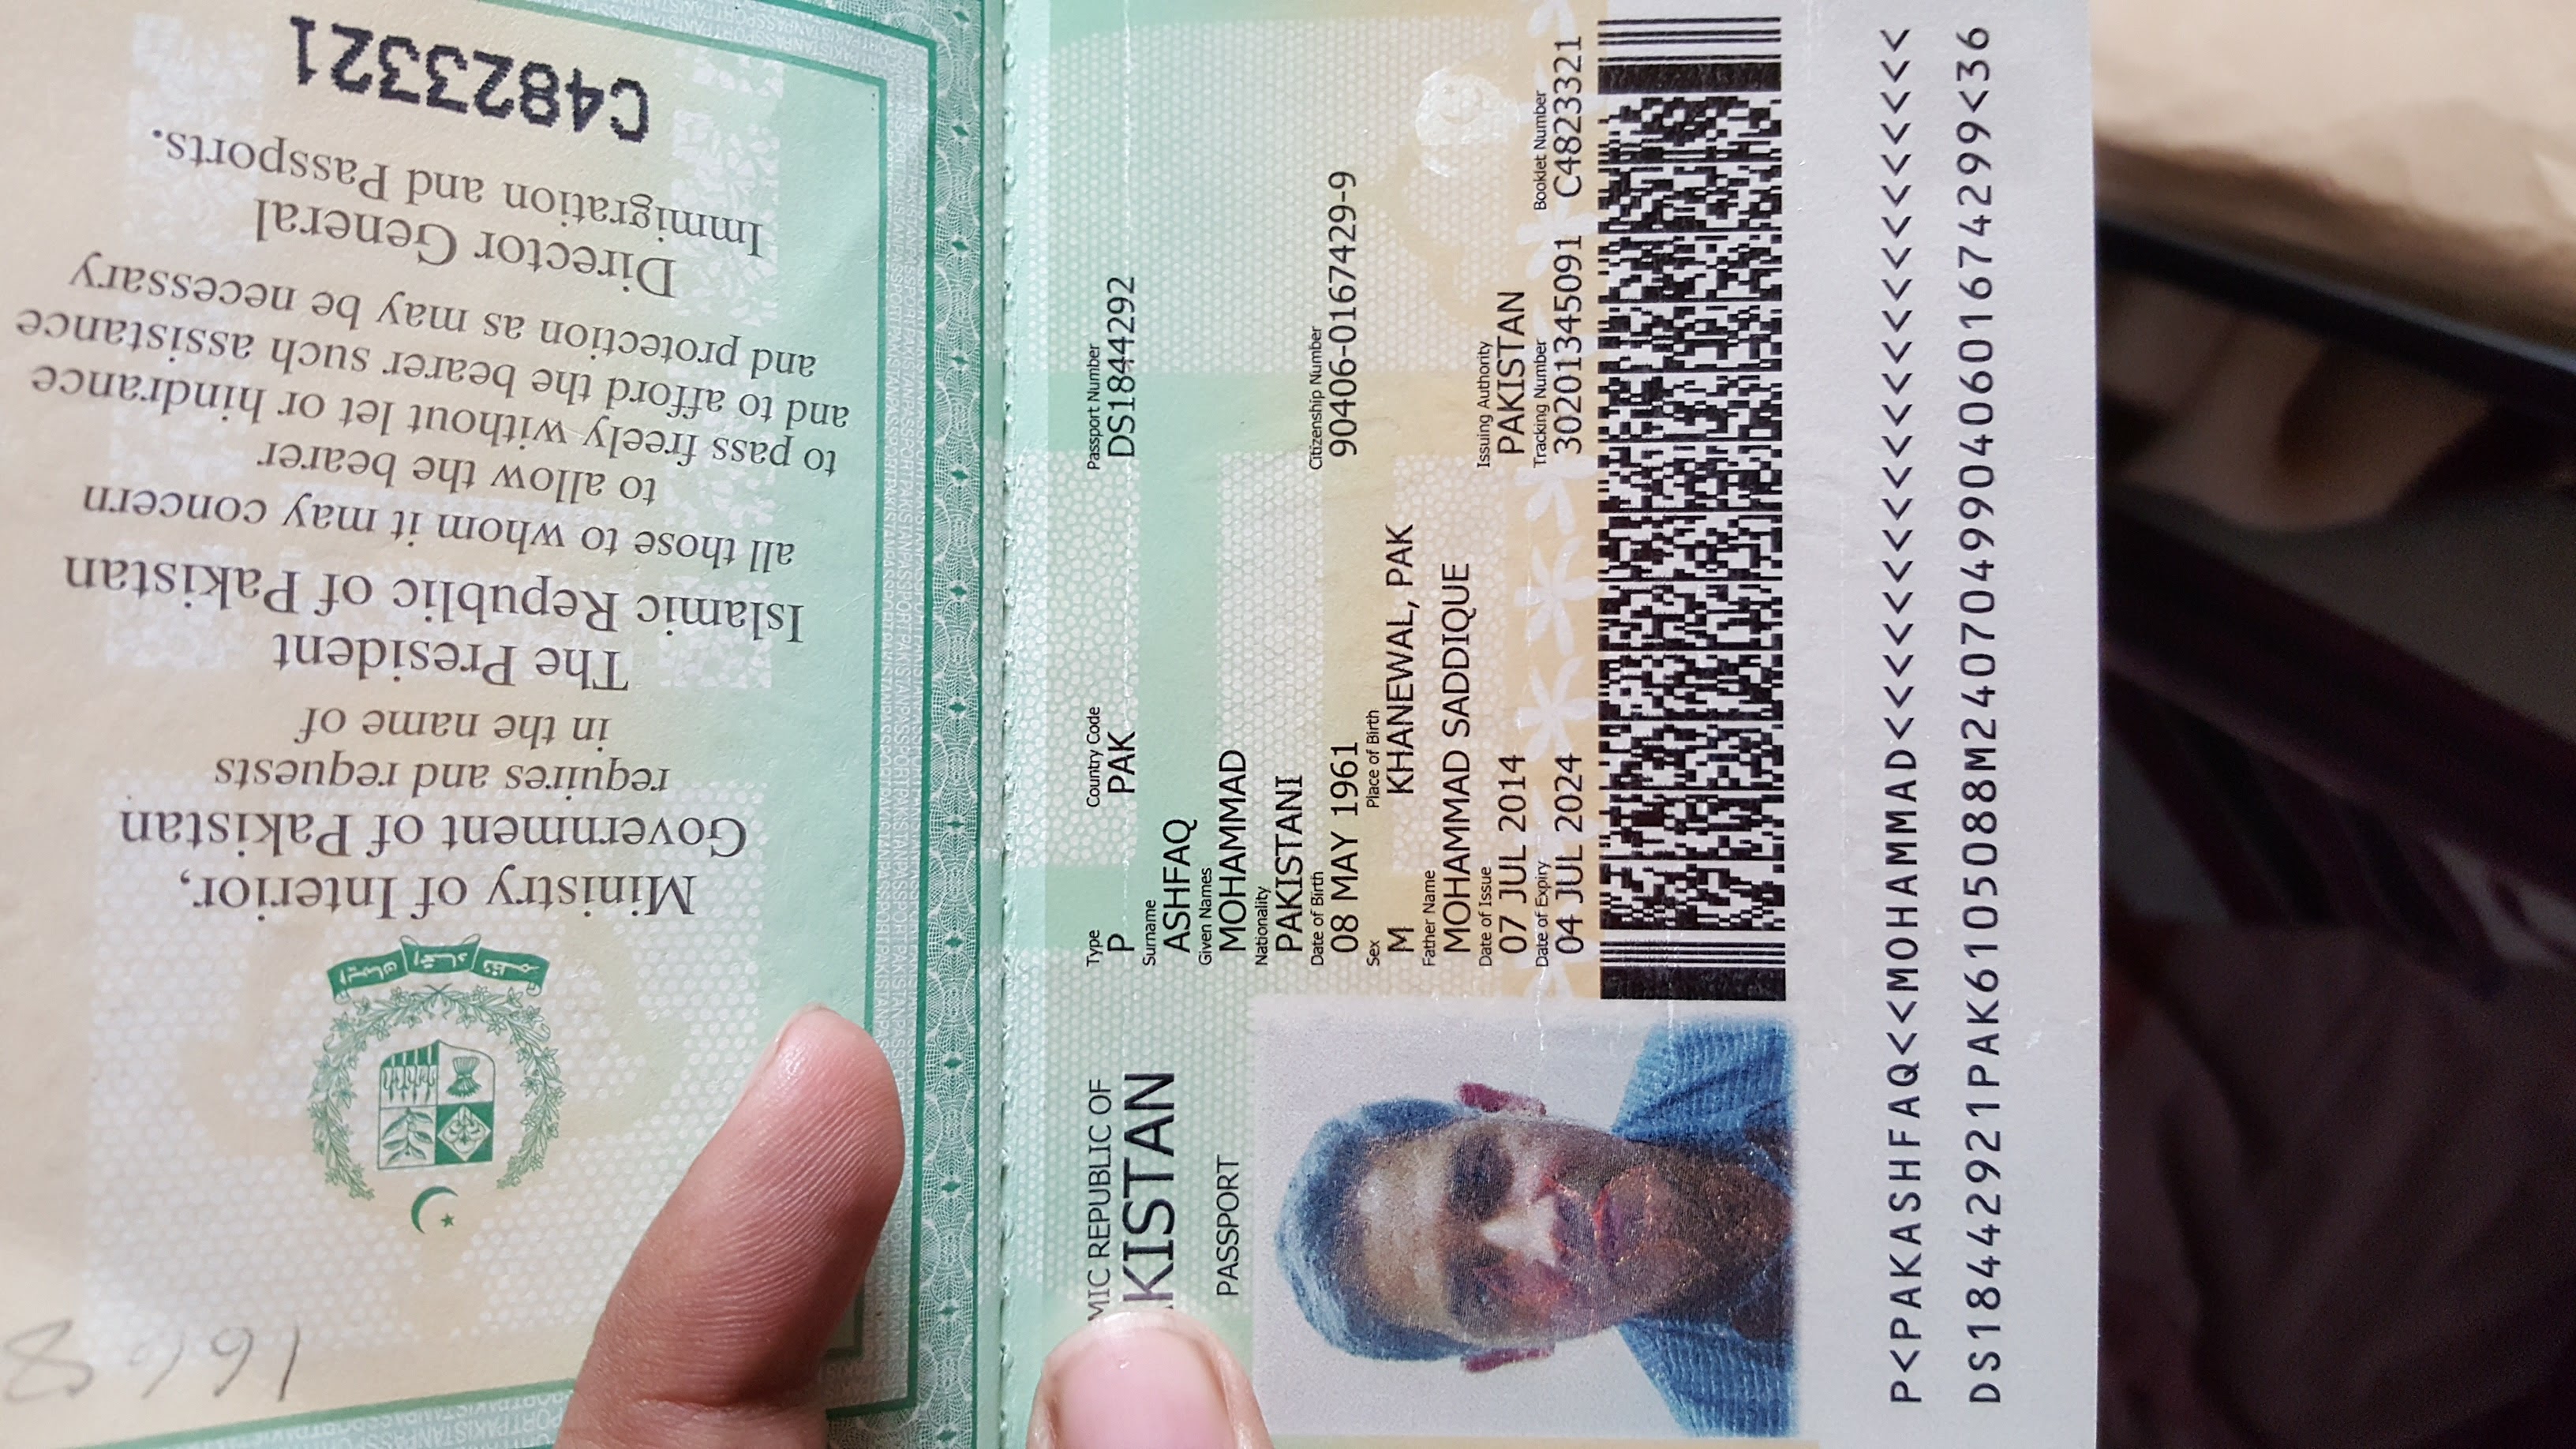 1668
ایمان اتحاد نظم
Ministry of Interior,
Government of Pakistan
requires and requests
in the name of
The President
Islamic Republic of Pakistan
all those to whom it may concern
to allow the bearer
to pass freely without let or hindrance
and to afford the bearer such assistance
and protection as may be necessary
Director General
Immigration and Passports.
C4823321
MIC REPUBLIC OF
KISTAN
PASSPORT
Type Country Code Passport Number
P PAK DS1844292
Surname
ASHFAQ
Given Names
MOHAMMAD
Nationality
PAKISTANI
Date of Birth Citizenship Number
08 MAY 1961 90406-0167429-9
Sex Place of Birth
M KHANEWAL, PAK
Father Name
MOHAMMAD SADDIQUE
Date of Issue Issuing Authority
07 JUL 2014 PAKISTAN
Date of Expiry Tracking Number Booklet Number
04 JUL 2024 30201345091 C4823321
P<PAKASHFAQ<<MOHAMMAD<<<<<<<<<<<<<<<<<<<<<<<
DS18442921PAK6105088M2407049904060167429­9<36